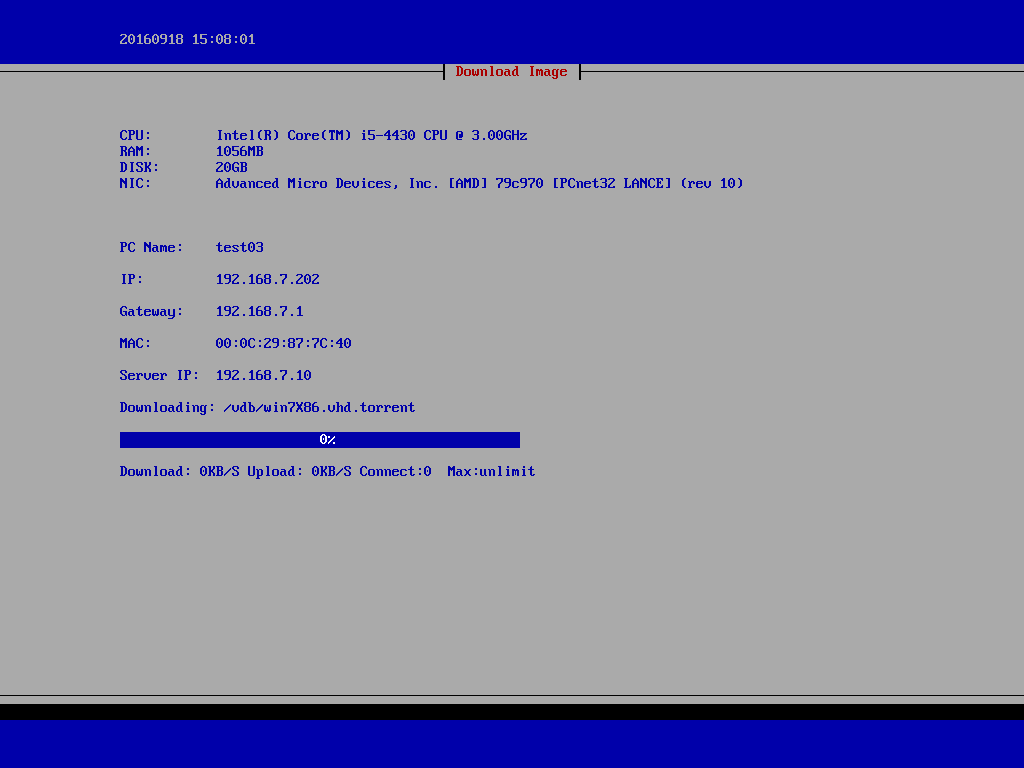 20160918 15:08:01
Download Image
CPU: Intel(R) Core(TM) i5-4430 CPU @ 3.00GHz
RAM: 1056MB
DISK: 20GB
NIC: Advanced Micro Devices, Inc. [AMD] 79c970 [PCnet32 LANCE] (rev 10)
PC Name: test03
IP: 192.168.7.202
Gateway: 192.168.7.1
MAC: 00:0C:29:87:7C:40
Server IP: 192.168.7.10
Downloading: /vdb/win7X86.vhd.torrent
0%
Download: 0KB/S Upload: 0KB/S Connect:0 Max:unlimit